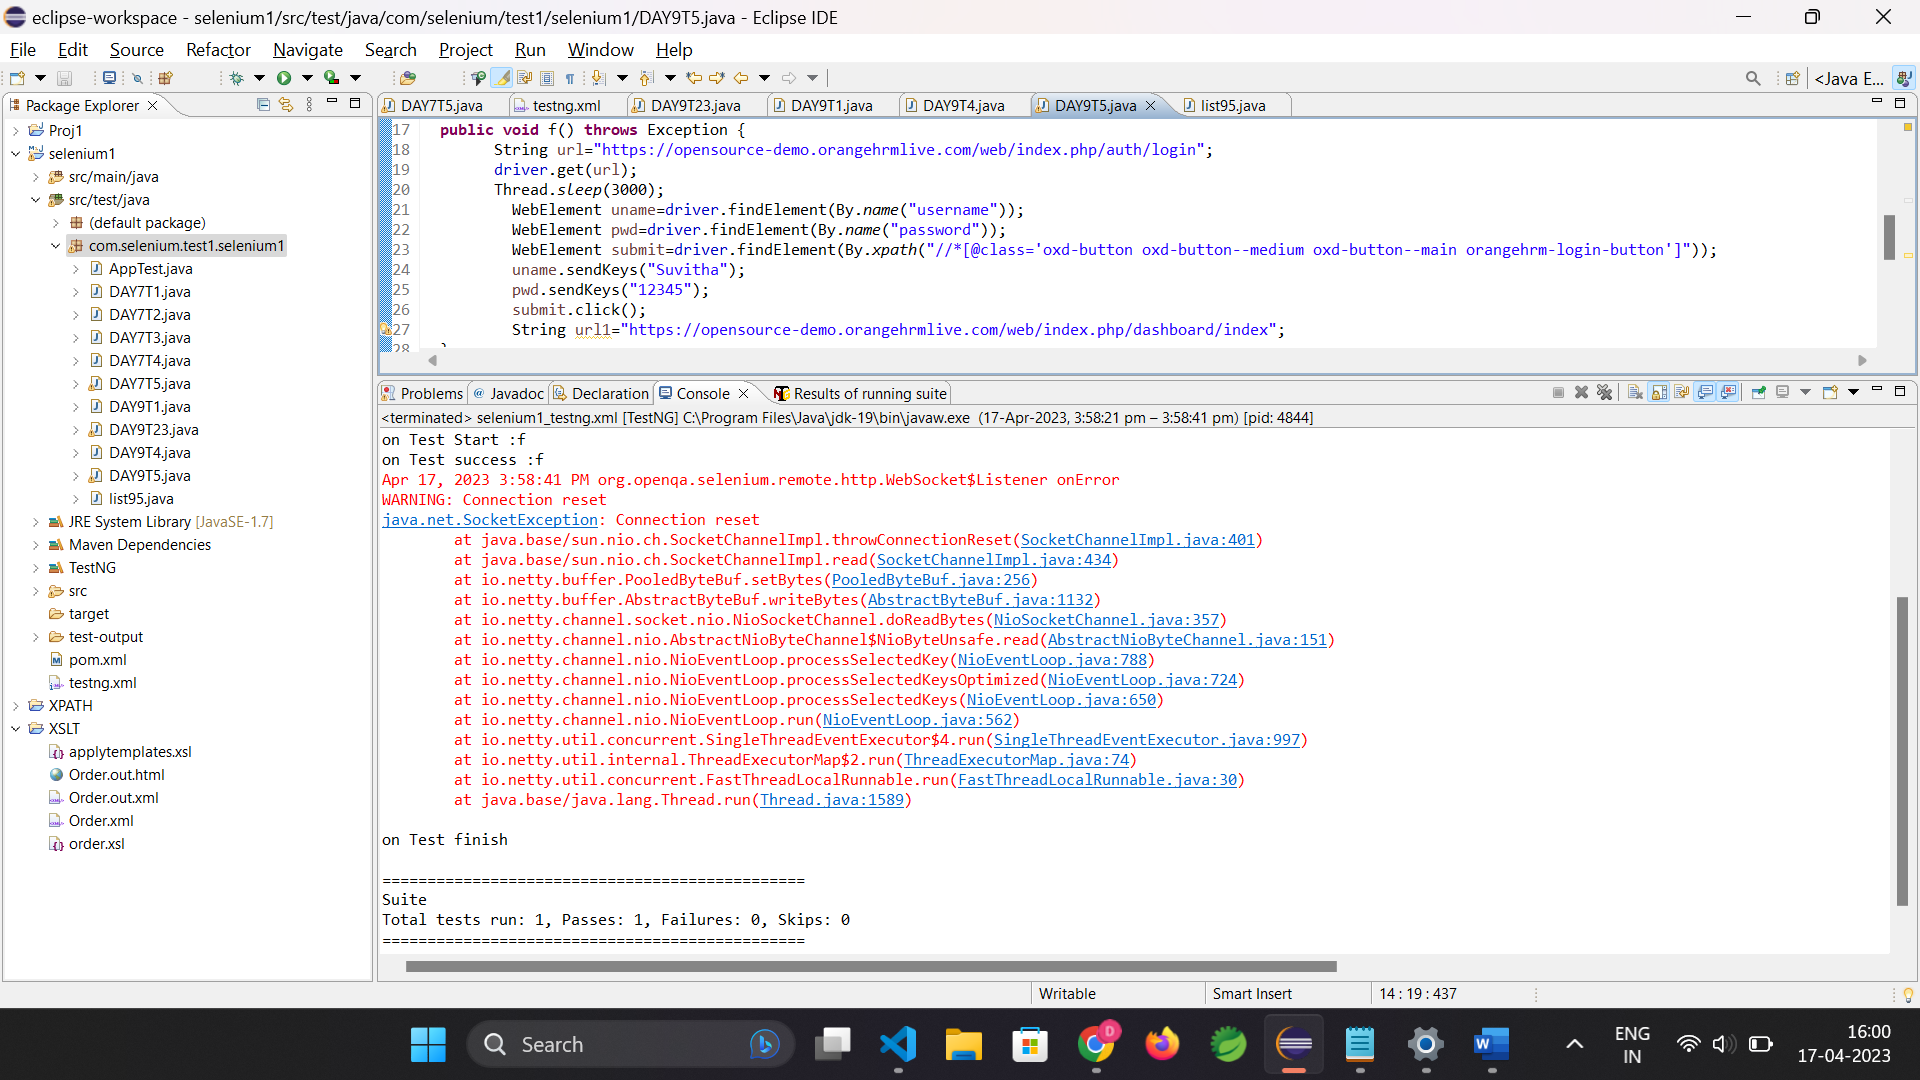 eclipse-workspace - selenium1/src/test/java/com/selenium/test1/selenium1/DAY9T5.java - Eclipse IDE
File Edit Source Refactor Navigate Search Project Run Window Help
<Java E...
Package Explorer
Proj1
selenium1
src/main/java
src/test/java
(default package)
com.selenium.test1.selenium1
AppTest.java
DAY7T1.java
DAY7T2.java
DAY7T3.java
DAY7T4.java
DAY7T5.java
DAY9T1.java
DAY9T23.java
DAY9T4.java
DAY9T5.java
list95.java
JRE System Library [JavaSE-1.7]
Maven Dependencies
TestNG
src
target
test-output
pom.xml
testng.xml
XPATH
XSLT
applytemplates.xsl
Order.out.html
Order.out.xml
Order.xml
order.xsl
DAY7T5.java testng.xml DAY9T23.java DAY9T1.java DAY9T4.java DAY9T5.java list95.java
17 public void f() throws Exception {
18 String url="https://opensource-demo.orangehrmlive.com/web/index.php/auth/login";
19 driver.get(url);
20 Thread.sleep(3000);
21 WebElement uname=driver.findElement(By.name("username"));
22 WebElement pwd=driver.findElement(By.name("password"));
23 WebElement submit=driver.findElement(By.xpath("//*[@class='oxd-button oxd-button--medium oxd-button--main orangehrm-login-button']"));
24 uname.sendKeys("Suvitha");
25 pwd.sendKeys("12345");
26 submit.click();
27 String url1="https://opensource-demo.orangehrmlive.com/web/index.php/dashboard/index";
28 }
Problems Javadoc Declaration Console Results of running suite
<terminated> selenium1_testng.xml [TestNG] C:\Program Files\Java\jdk-19\bin\javaw.exe (17-Apr-2023, 3:58:21 pm – 3:58:41 pm) [pid: 4844]
on Test Start :f
on Test success :f
Apr 17, 2023 3:58:41 PM org.openqa.selenium.remote.http.WebSocket$Listener onError
WARNING: Connection reset
java.net.SocketException: Connection reset
at java.base/sun.nio.ch.SocketChannelImpl.throwConnectionReset(SocketChannelImpl.java:401)
at java.base/sun.nio.ch.SocketChannelImpl.read(SocketChannelImpl.java:434)
at io.netty.buffer.PooledByteBuf.setBytes(PooledByteBuf.java:256)
at io.netty.buffer.AbstractByteBuf.writeBytes(AbstractByteBuf.java:1132)
at io.netty.channel.socket.nio.NioSocketChannel.doReadBytes(NioSocketChannel.java:357)
at io.netty.channel.nio.AbstractNioByteChannel$NioByteUnsafe.read(AbstractNioByteChannel.java:151)
at io.netty.channel.nio.NioEventLoop.processSelectedKey(NioEventLoop.java:788)
at io.netty.channel.nio.NioEventLoop.processSelectedKeysOptimized(NioEventLoop.java:724)
at io.netty.channel.nio.NioEventLoop.processSelectedKeys(NioEventLoop.java:650)
at io.netty.channel.nio.NioEventLoop.run(NioEventLoop.java:562)
at io.netty.util.concurrent.SingleThreadEventExecutor$4.run(SingleThreadEventExecutor.java:997)
at io.netty.util.internal.ThreadExecutorMap$2.run(ThreadExecutorMap.java:74)
at io.netty.util.concurrent.FastThreadLocalRunnable.run(FastThreadLocalRunnable.java:30)
at java.base/java.lang.Thread.run(Thread.java:1589)
on Test finish
===============================================
Suite
Total tests run: 1, Passes: 1, Failures: 0, Skips: 0
===============================================
Writable Smart Insert 14 : 19 : 437
Search
D
ENG
IN
16:00
17-04-2023